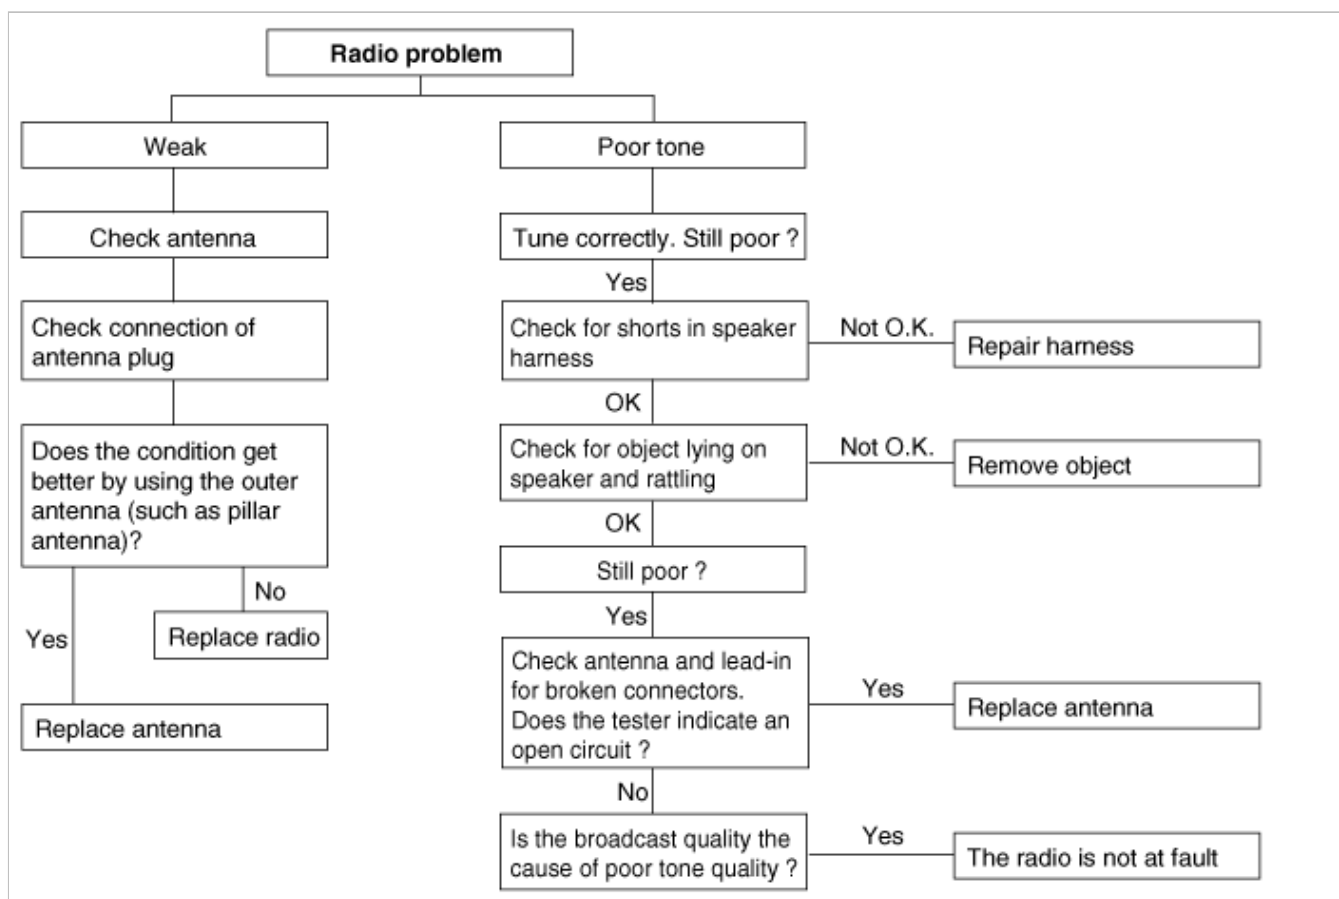 Radio problem
Weak
Check antenna
Check connection of
antenna plug
Does the condition get
better by using the outer
antenna (such as pillar
antenna)?
No
Replace radio
Yes
Replace antenna
Poor tone
Tune correctly. Still poor ?
Yes
Check for shorts in speaker
harness
Not O.K.
Repair harness
OK
Check for object lying on
speaker and rattling
Not O.K.
Remove object
OK
Still poor ?
Yes
Check antenna and lead-in
for broken connectors.
Does the tester indicate an
open circuit ?
Yes
Replace antenna
No
Is the broadcast quality the
cause of poor tone quality ?
Yes
The radio is not at fault